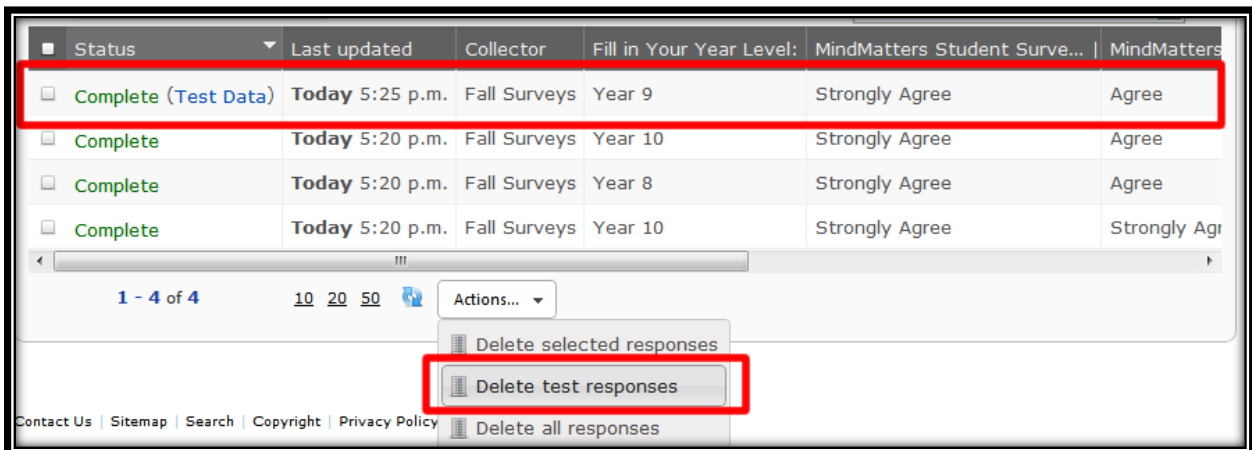 Status Last updated Collector Fill in Your Year Level: MindMatters Student Surve... | MindMatters
Complete (Test Data) Today 5:25 p.m. Fall Surveys Year 9 Strongly Agree Agree
Complete Today 5:20 p.m. Fall Surveys Year 10 Strongly Agree Agree
Complete Today 5:20 p.m. Fall Surveys Year 8 Strongly Agree Agree
Complete Today 5:20 p.m. Fall Surveys Year 10 Strongly Agree Strongly Agr
1 - 4 of 4 10 20 50 Actions...
Delete selected responses
Delete test responses
Contact Us | Sitemap | Search | Copyright | Privacy Policy
Delete all responses